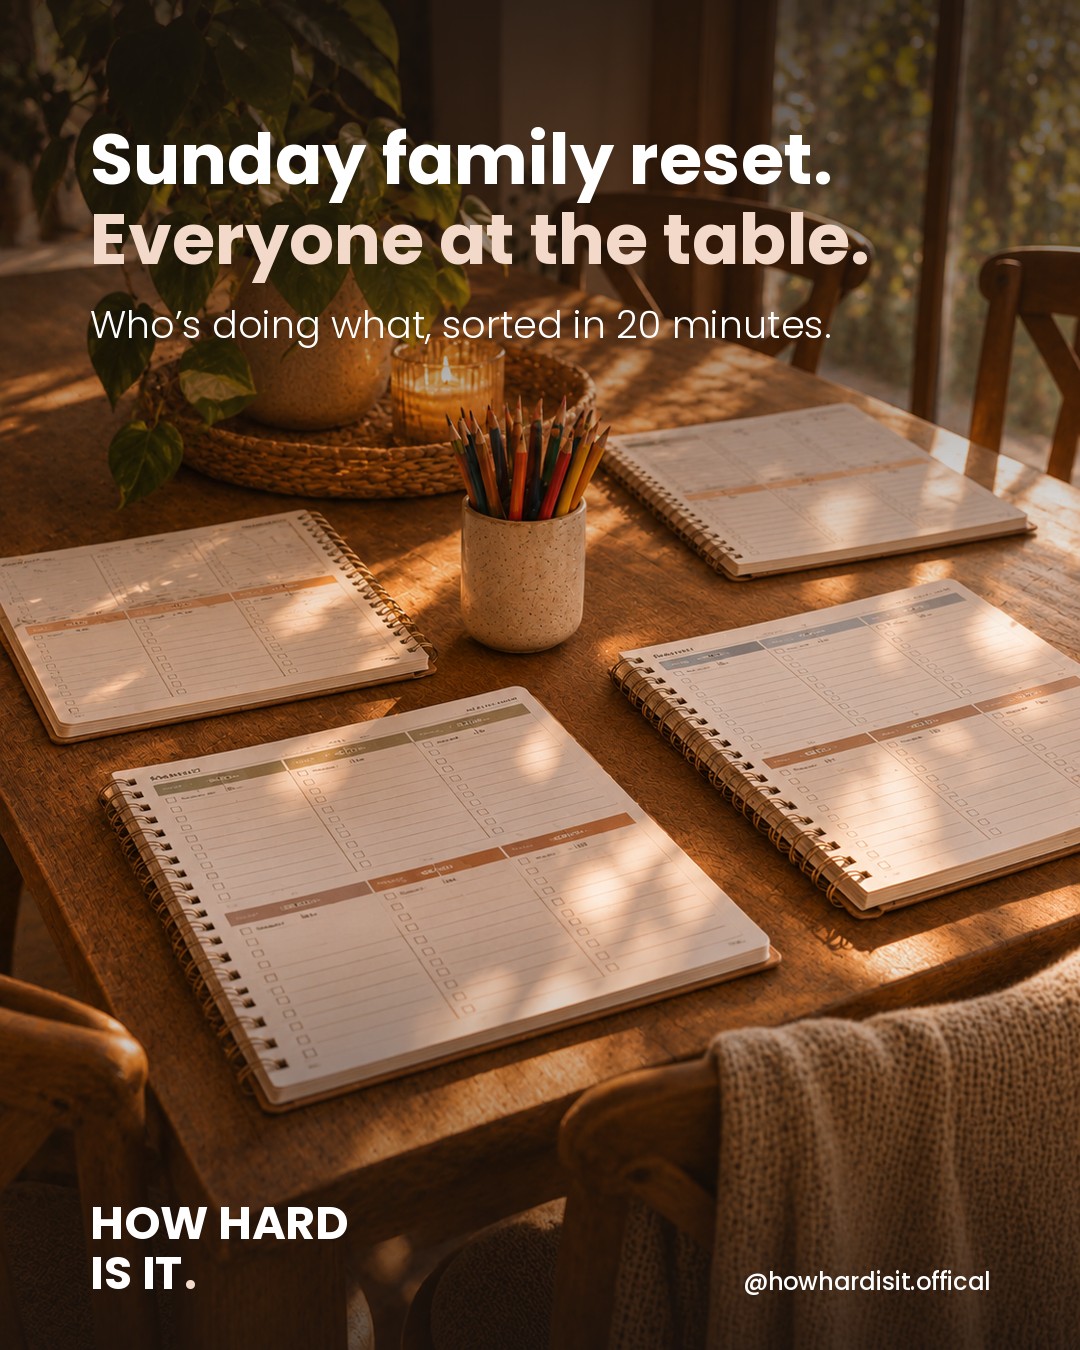 Sunday family reset.
Everyone at the table.
Who's doing what, sorted in 20 minutes.
HOW HARD
IS IT.
@howhardisit.offical